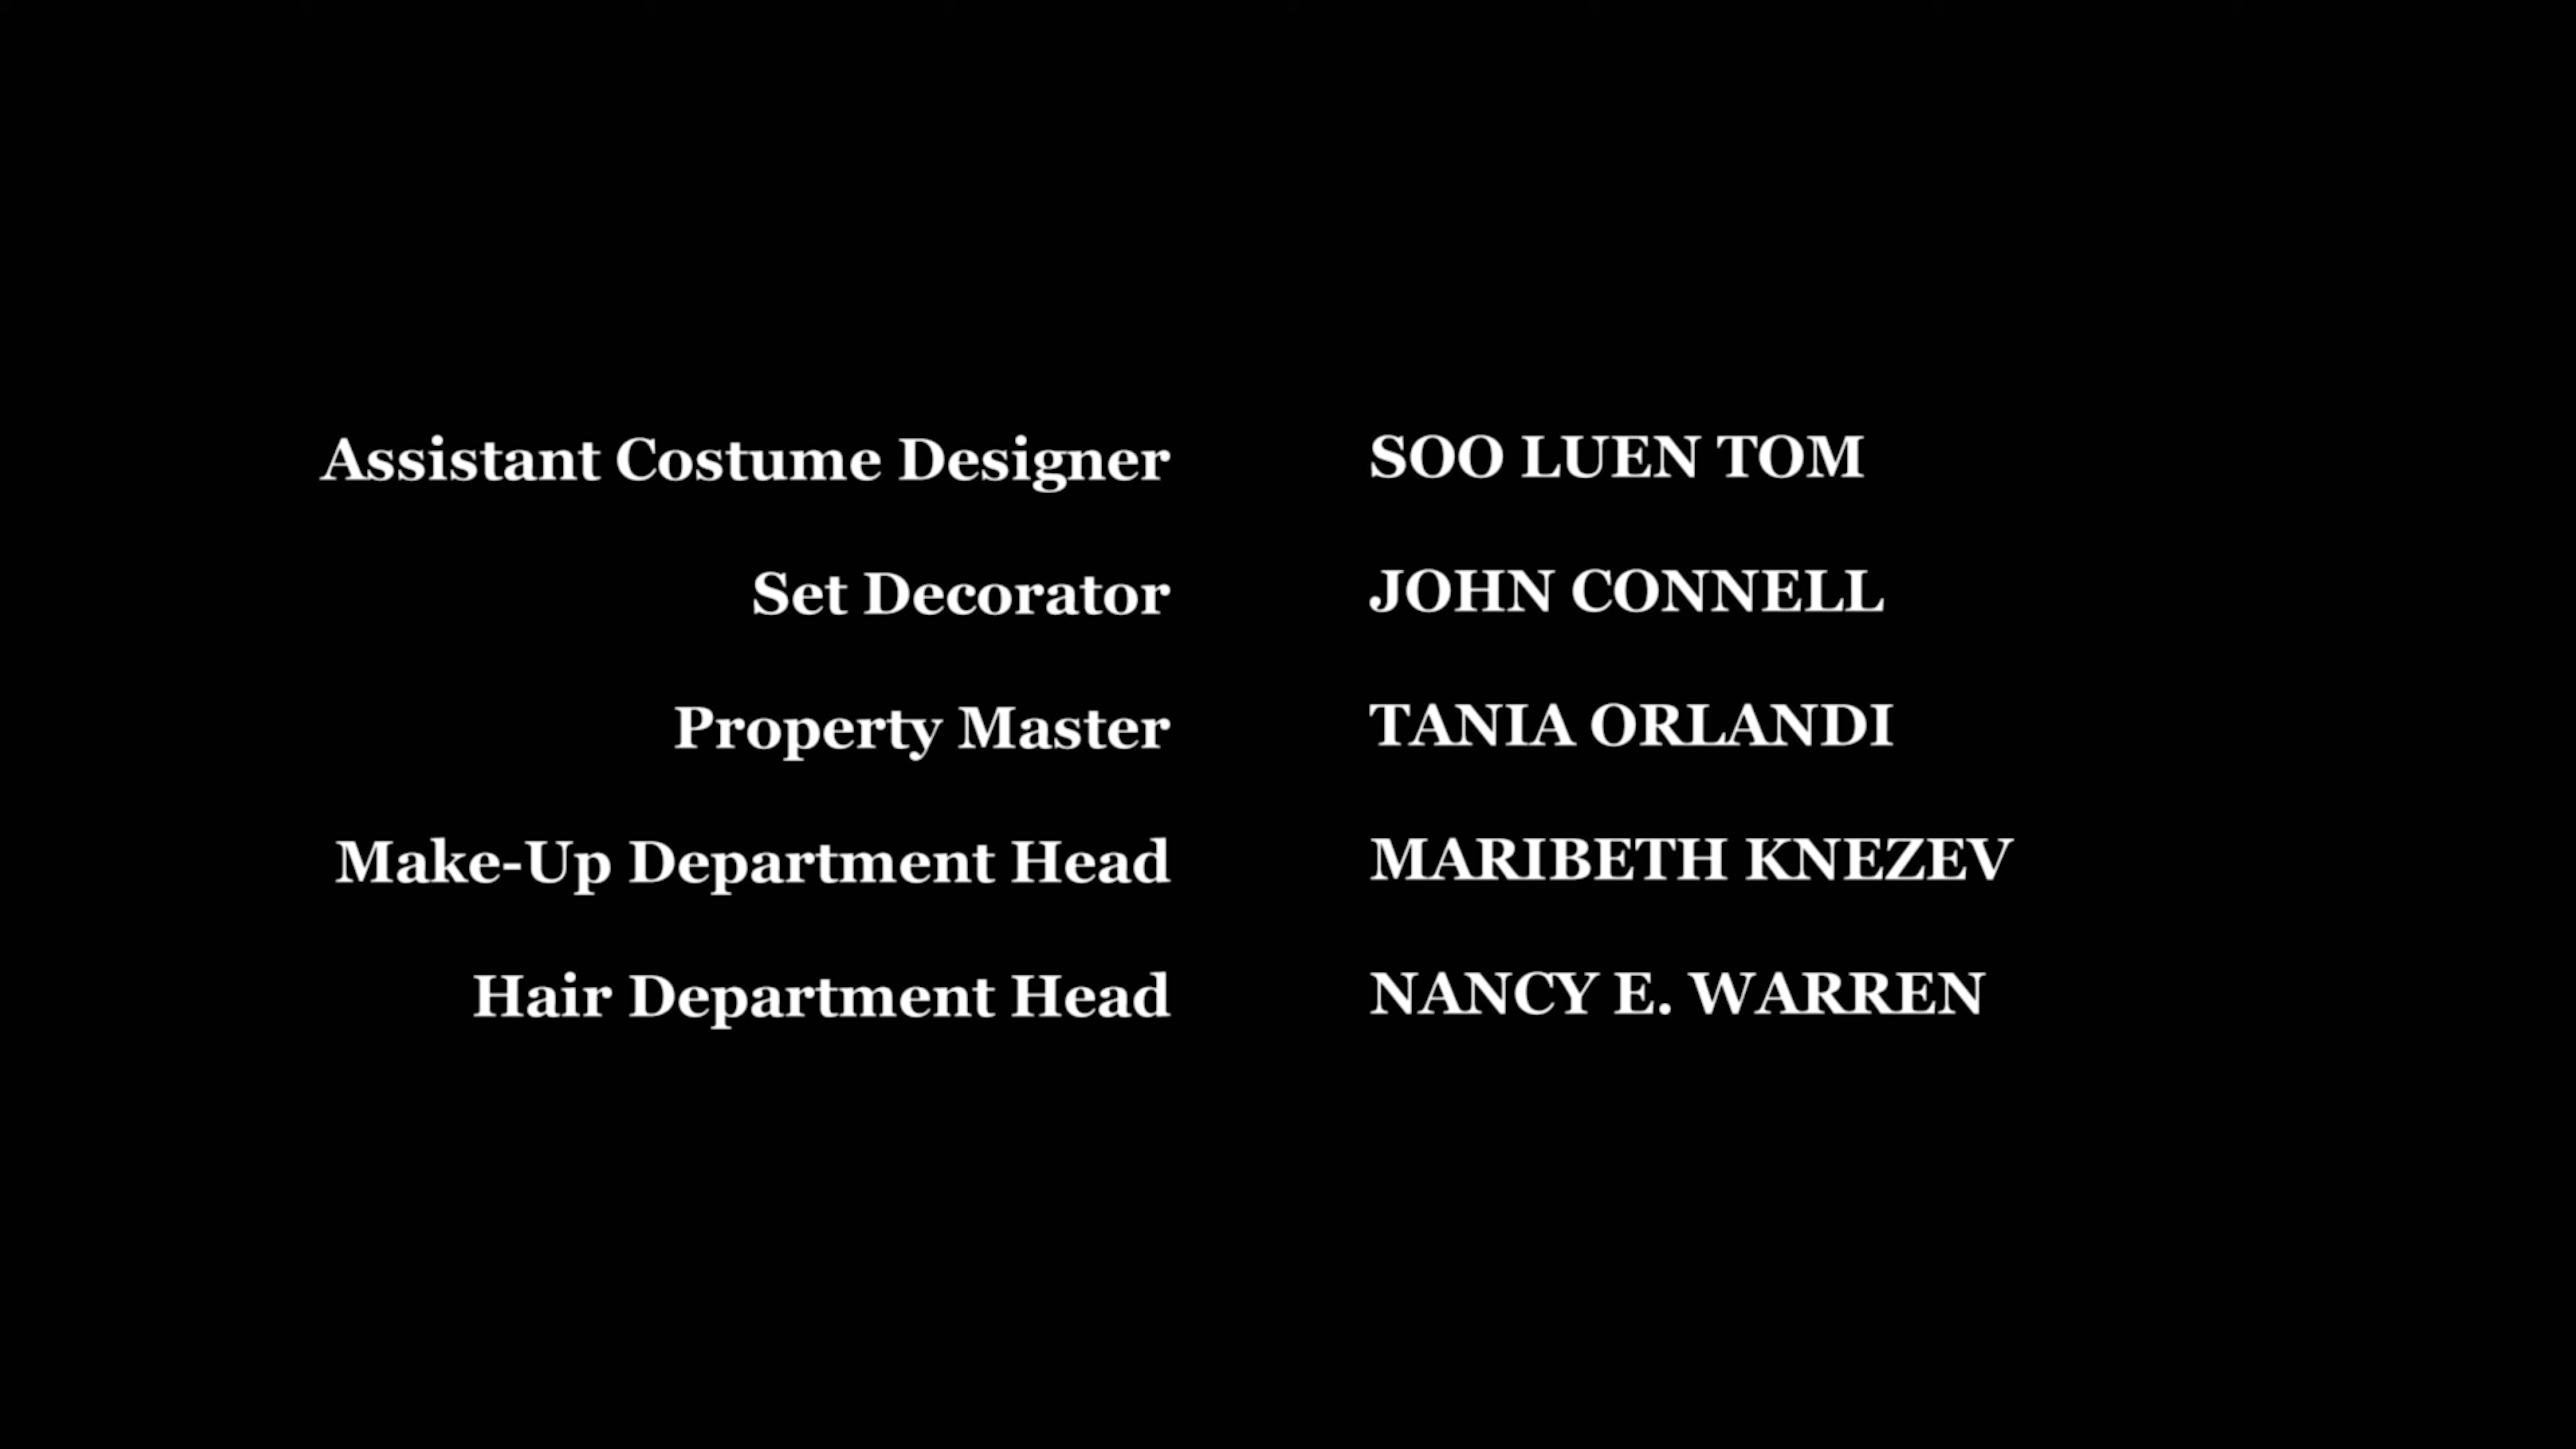 Assistant Costume Designer SOO LUEN TOM
Set Decorator JOHN CONNELL
Property Master TANIA ORLANDI
Make-Up Department Head MARIBETH KNEZEV
Hair Department Head NANCY E. WARREN